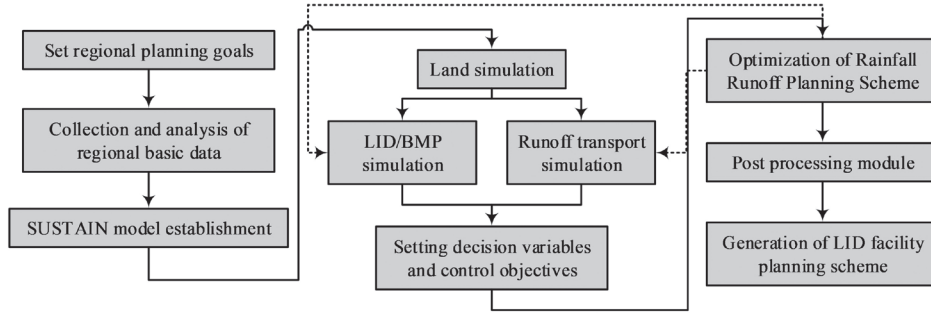 Set regional planning goals
Collection and analysis of
regional basic data
SUSTAIN model establishment
Land simulation
LID/BMP
simulation
Runoff transport
simulation
Setting decision variables
and control objectives
Optimization of Rainfall
Runoff Planning Scheme
Post processing module
Generation of LID facility
planning scheme